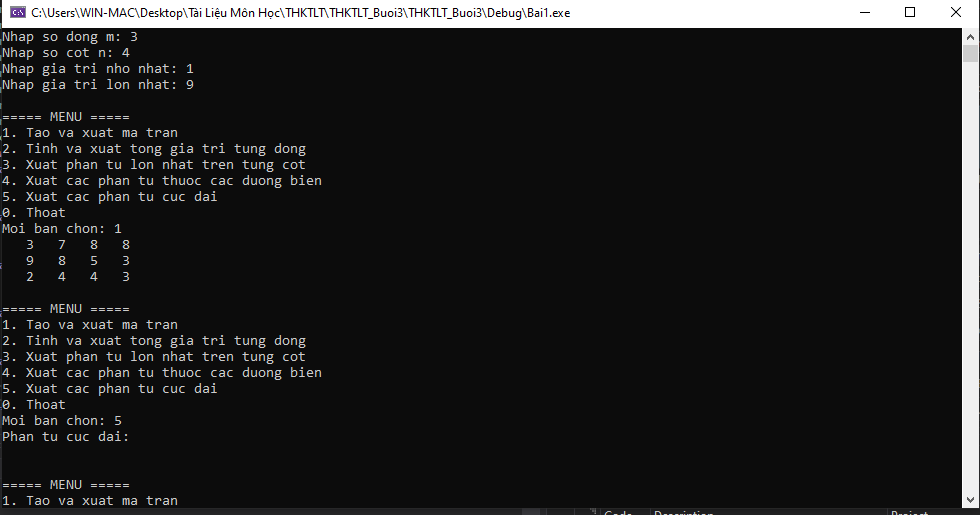 C:\Users\WIN-MAC\Desktop\Tài Liệu Môn Học\THKTLT\THKTLT_Buoi3\THKTLT_Buoi3\Debug\Bai1.exe
Nhap so dong m: 3
Nhap so cot n: 4
Nhap gia tri nho nhat: 1
Nhap gia tri lon nhat: 9
===== MENU =====
1. Tao va xuat ma tran
2. Tinh va xuat tong gia tri tung dong
3. Xuat phan tu lon nhat tren tung cot
4. Xuat cac phan tu thuoc cac duong bien
5. Xuat cac phan tu cuc dai
0. Thoat
Moi ban chon: 1
3 7 8 8
9 8 5 3
2 4 4 3
===== MENU =====
1. Tao va xuat ma tran
2. Tinh va xuat tong gia tri tung dong
3. Xuat phan tu lon nhat tren tung cot
4. Xuat cac phan tu thuoc cac duong bien
5. Xuat cac phan tu cuc dai
0. Thoat
Moi ban chon: 5
Phan tu cuc dai:
===== MENU =====
1. Tao va xuat ma tran
Code Description Project